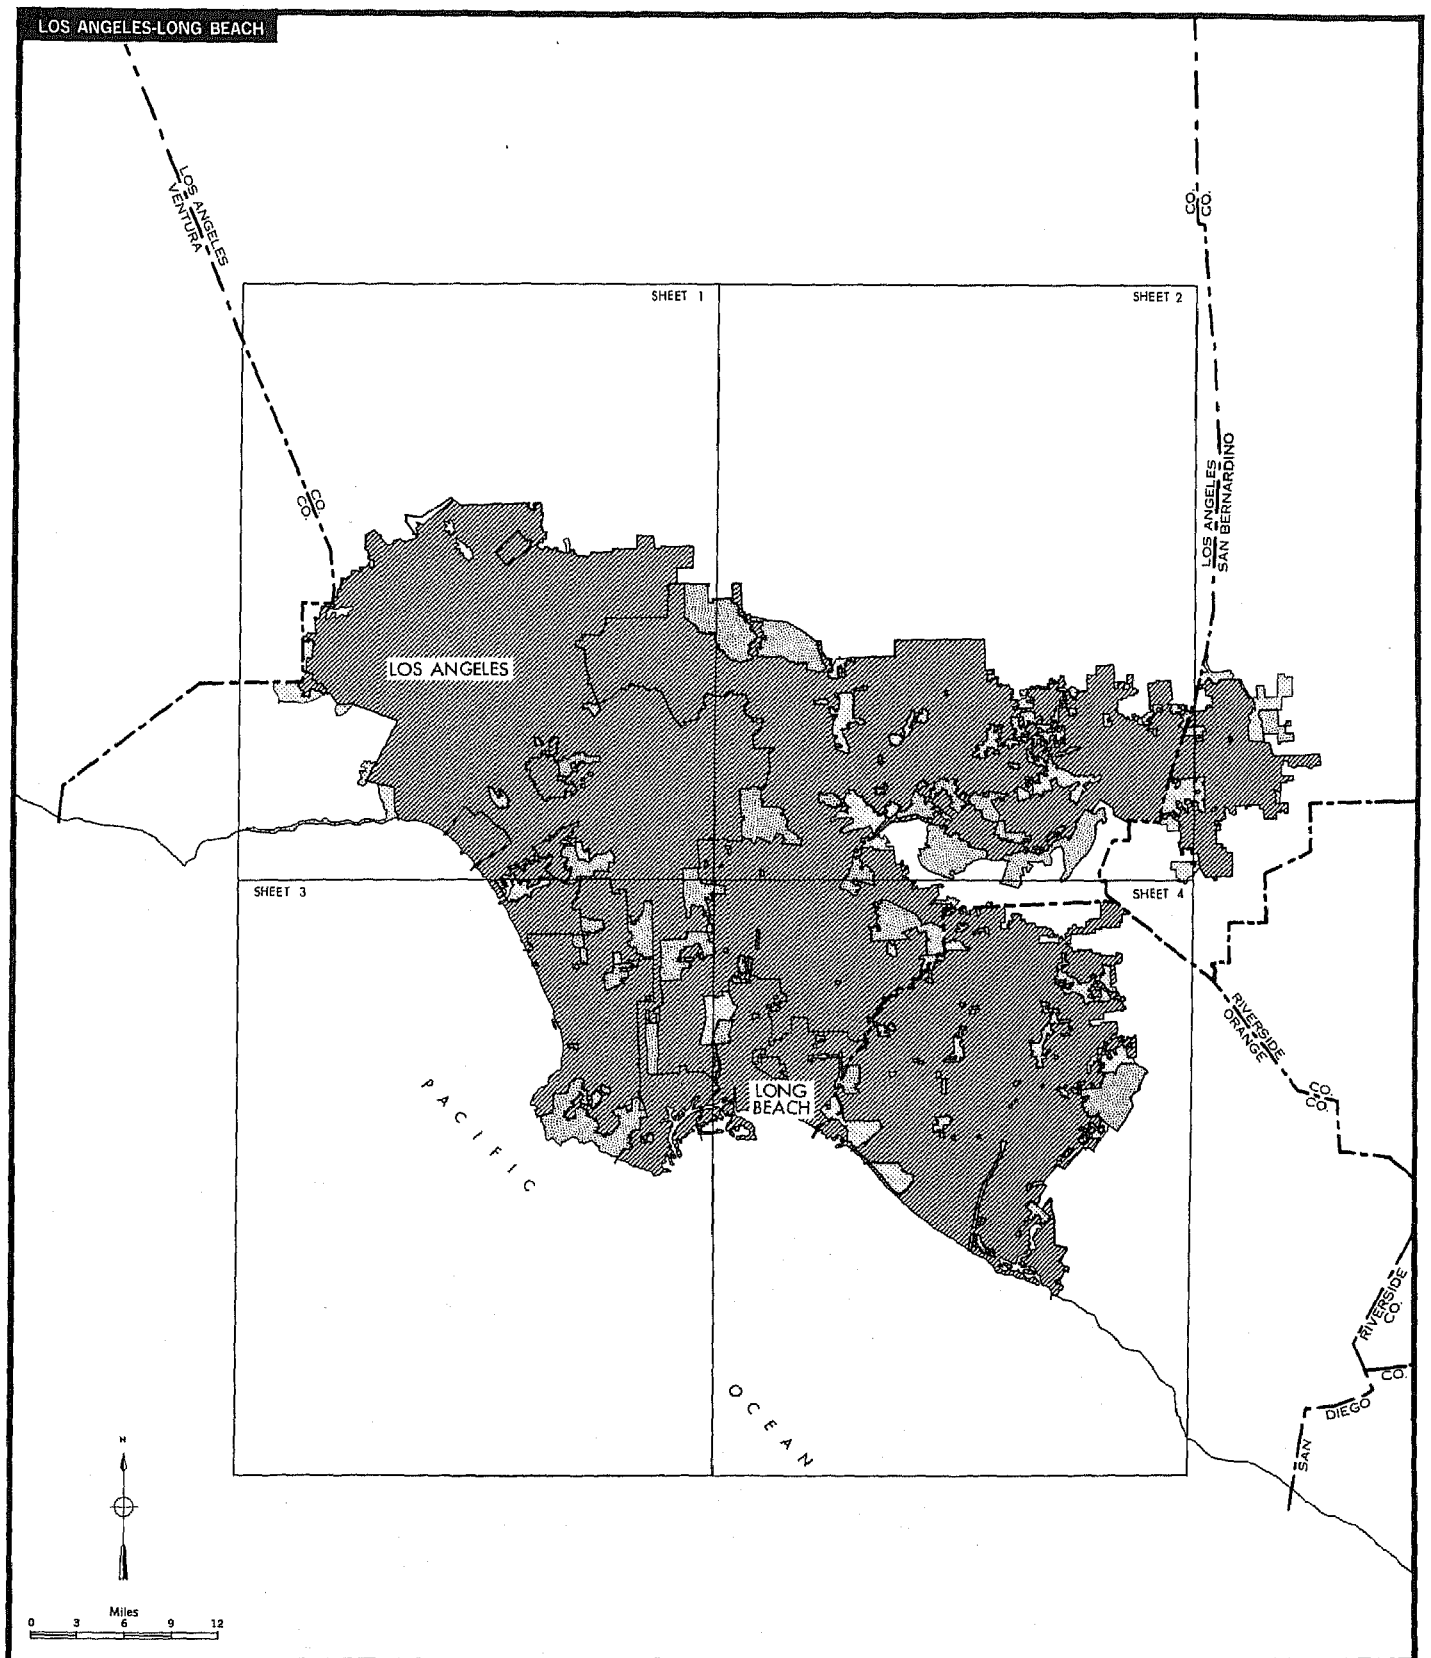 LOS ANGELES-LONG BEACH
LOS ANGELES
VENTURA
CO.
CO.
CO.
CO.
SHEET 1
SHEET 2
LOS ANGELES
SAN BERNARDINO
LOS ANGELES
SHEET 3
SHEET 4
RIVERSIDE
ORANGE
CO.
CO.
LONG
BEACH
PACIFIC
OCEAN
RIVERSIDE
CO.
CO.
SAN DIEGO
N
Miles
0 3 6 9 12